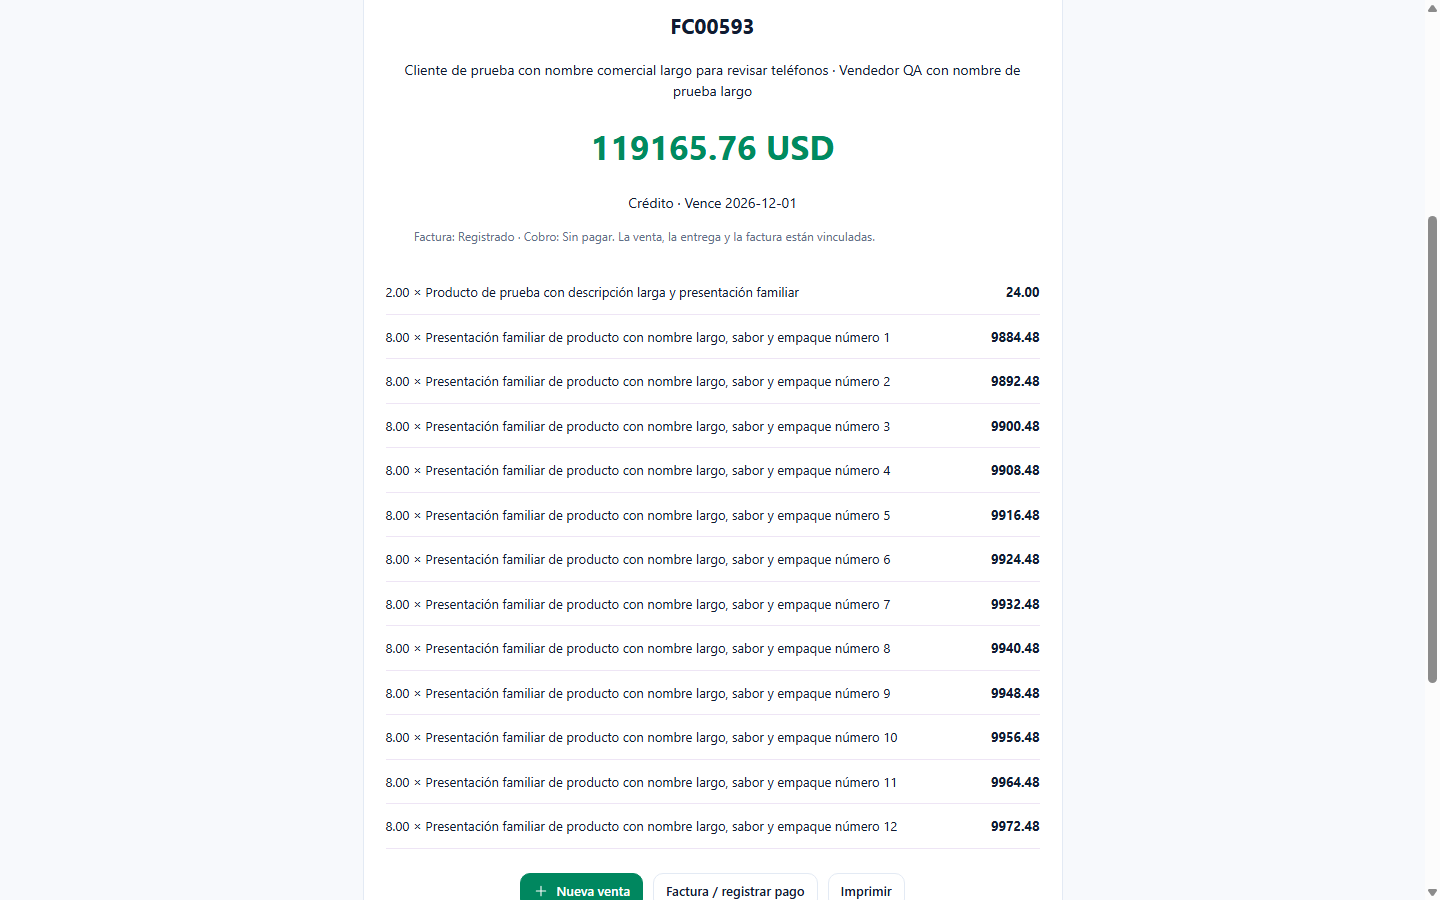 FC00593
Cliente de prueba con nombre comercial largo para revisar teléfonos · Vendedor QA con nombre de
prueba largo
119165.76 USD
Crédito · Vence 2026-12-01
Factura: Registrado · Cobro: Sin pagar. La venta, la entrega y la factura están vinculadas.
2.00 × Producto de prueba con descripción larga y presentación familiar 24.00
8.00 × Presentación familiar de producto con nombre largo, sabor y empaque número 1 9884.48
8.00 × Presentación familiar de producto con nombre largo, sabor y empaque número 2 9892.48
8.00 × Presentación familiar de producto con nombre largo, sabor y empaque número 3 9900.48
8.00 × Presentación familiar de producto con nombre largo, sabor y empaque número 4 9908.48
8.00 × Presentación familiar de producto con nombre largo, sabor y empaque número 5 9916.48
8.00 × Presentación familiar de producto con nombre largo, sabor y empaque número 6 9924.48
8.00 × Presentación familiar de producto con nombre largo, sabor y empaque número 7 9932.48
8.00 × Presentación familiar de producto con nombre largo, sabor y empaque número 8 9940.48
8.00 × Presentación familiar de producto con nombre largo, sabor y empaque número 9 9948.48
8.00 × Presentación familiar de producto con nombre largo, sabor y empaque número 10 9956.48
8.00 × Presentación familiar de producto con nombre largo, sabor y empaque número 11 9964.48
8.00 × Presentación familiar de producto con nombre largo, sabor y empaque número 12 9972.48
+ Nueva venta Factura / registrar pago Imprimir